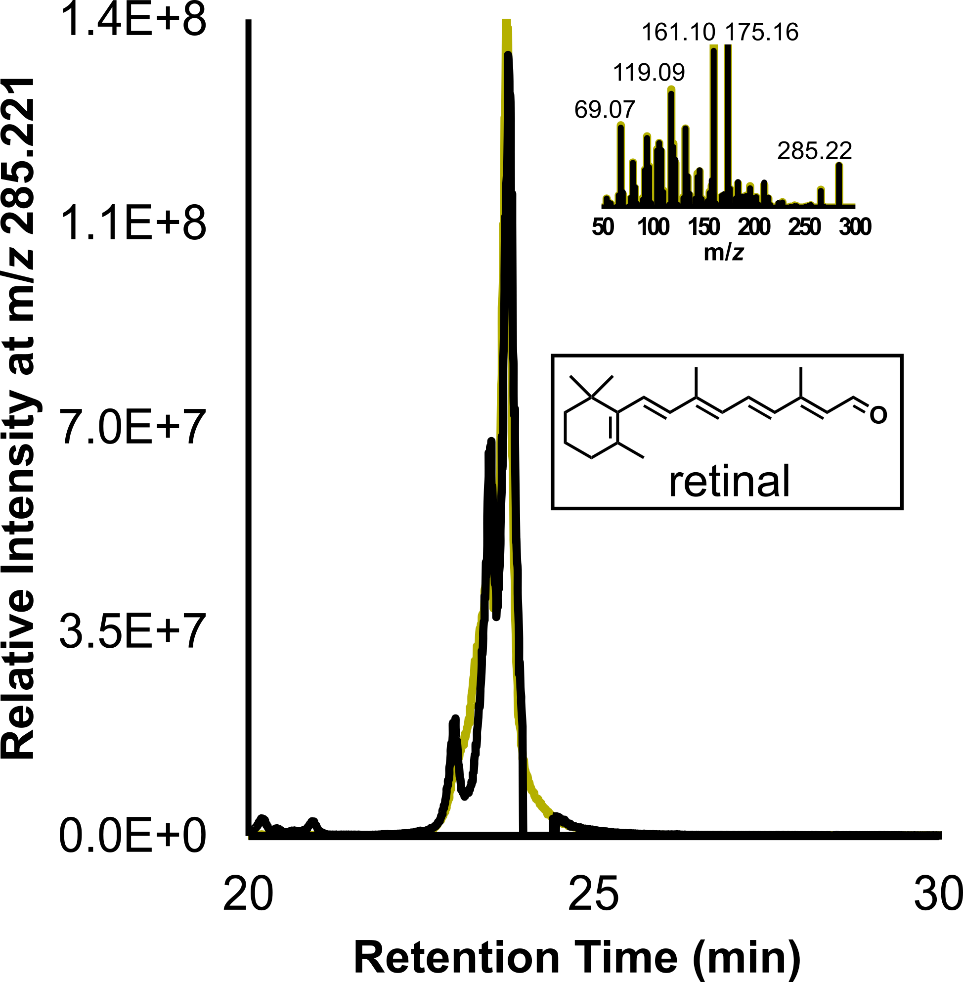 Relative Intensity at m/z 285.221
1.4E+8
1.1E+8
7.0E+7
3.5E+7
0.0E+0
20
25
30
Retention Time (min)
161.10
175.16
119.09
69.07
285.22
50
100
150
200
250
300
m/z
O
retinal